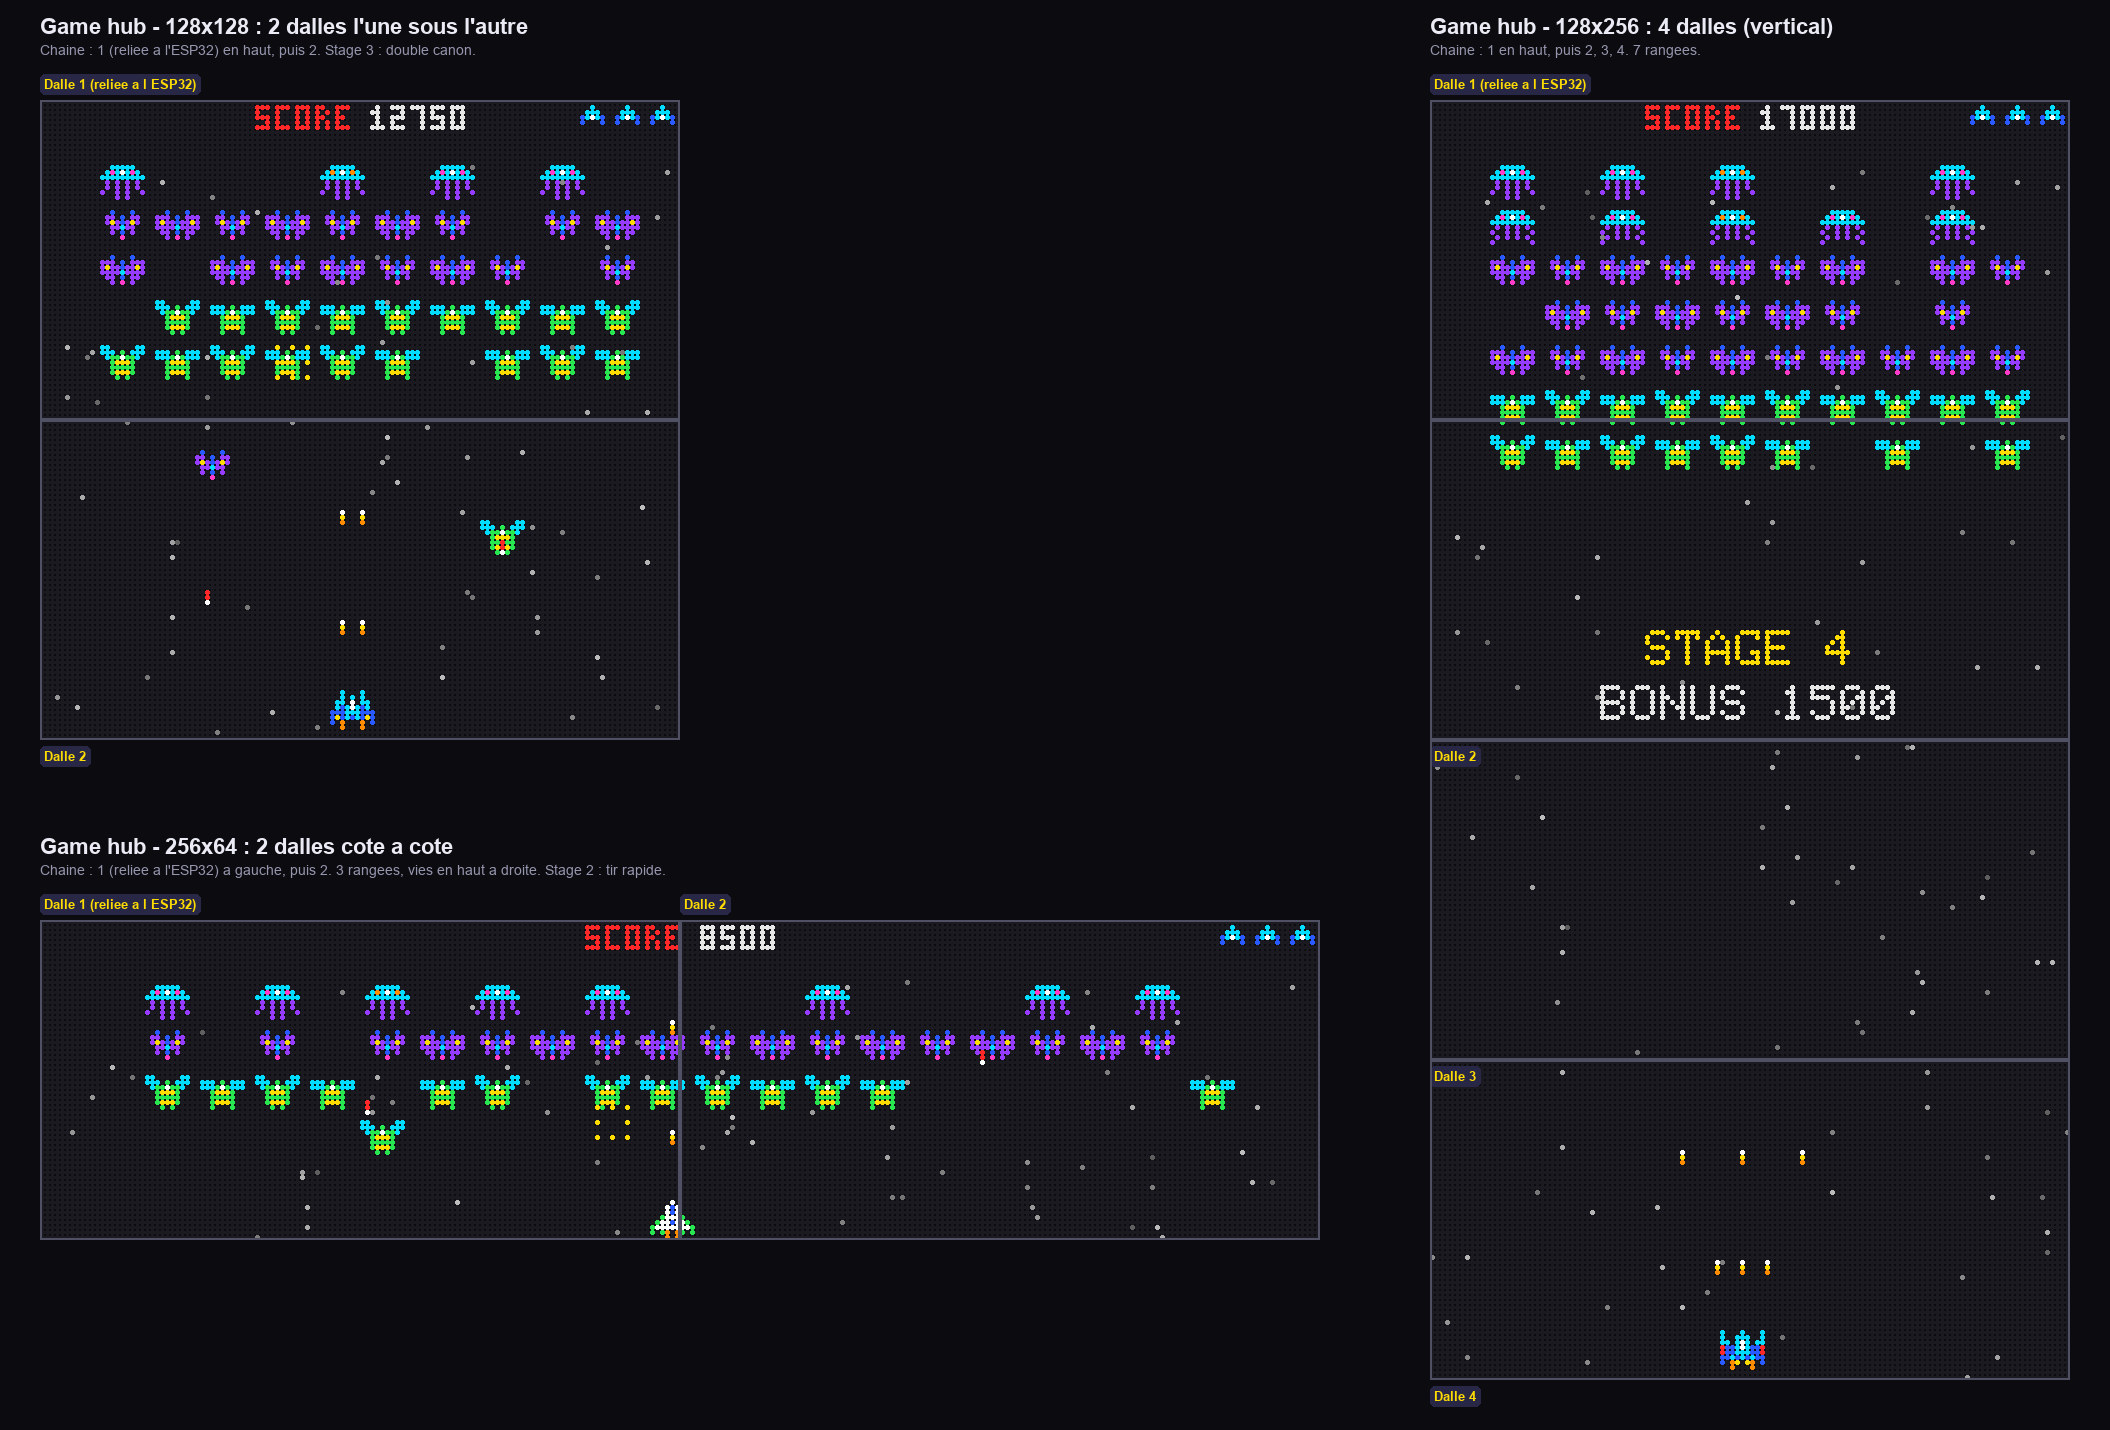 Game hub - 128x128 : 2 dalles l'une sous l'autre
Chaine : 1 (reliee a l'ESP32) en haut, puis 2. Stage 3 : double canon.
Dalle 1 (reliee a l ESP32)
SCORE 12750
Dalle 2
Game hub - 256x64 : 2 dalles cote a cote
Chaine : 1 (reliee a l'ESP32) a gauche, puis 2. 3 rangees, vies en haut a droite. Stage 2 : tir rapide.
Dalle 1 (reliee a l ESP32)
Dalle 2
SCORE 8500
Game hub - 128x256 : 4 dalles (vertical)
Chaine : 1 en haut, puis 2, 3, 4. 7 rangees.
Dalle 1 (reliee a l ESP32)
SCORE 17000
STAGE 4
BONUS 1500
Dalle 2
Dalle 3
Dalle 4